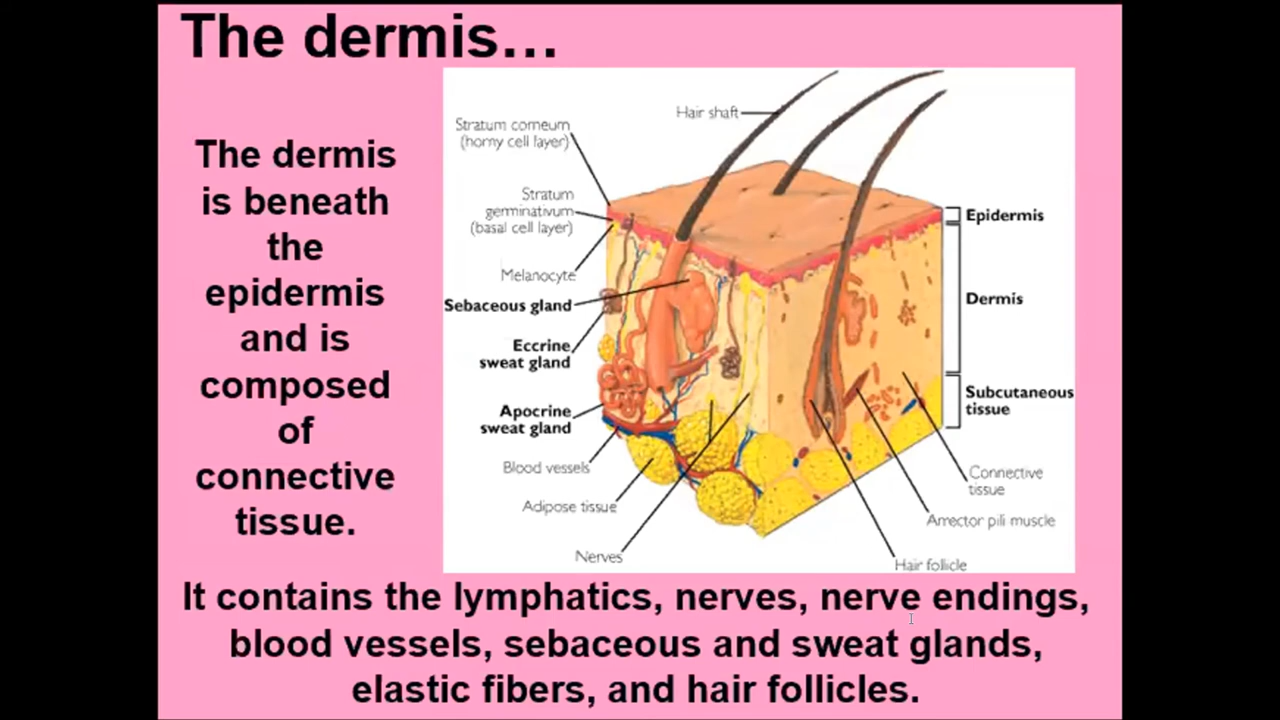 The dermis…
The dermis
is beneath
the
epidermis
and is
composed
of
connective
tissue.
Hair shaft
Stratum corneum
(horny cell layer)
Stratum
germinativum
(basal cell layer)
Melanocyte
Sebaceous gland
Eccrine
sweat gland
Apocrine
sweat gland
Blood vessels
Adipose tissue
Nerves
Epidermis
Dermis
Subcutaneous
tissue
Connective
tissue
Arrector pili muscle
Hair follicle
It contains the lymphatics, nerves, nerve endings,
blood vessels, sebaceous and sweat glands,
elastic fibers, and hair follicles.